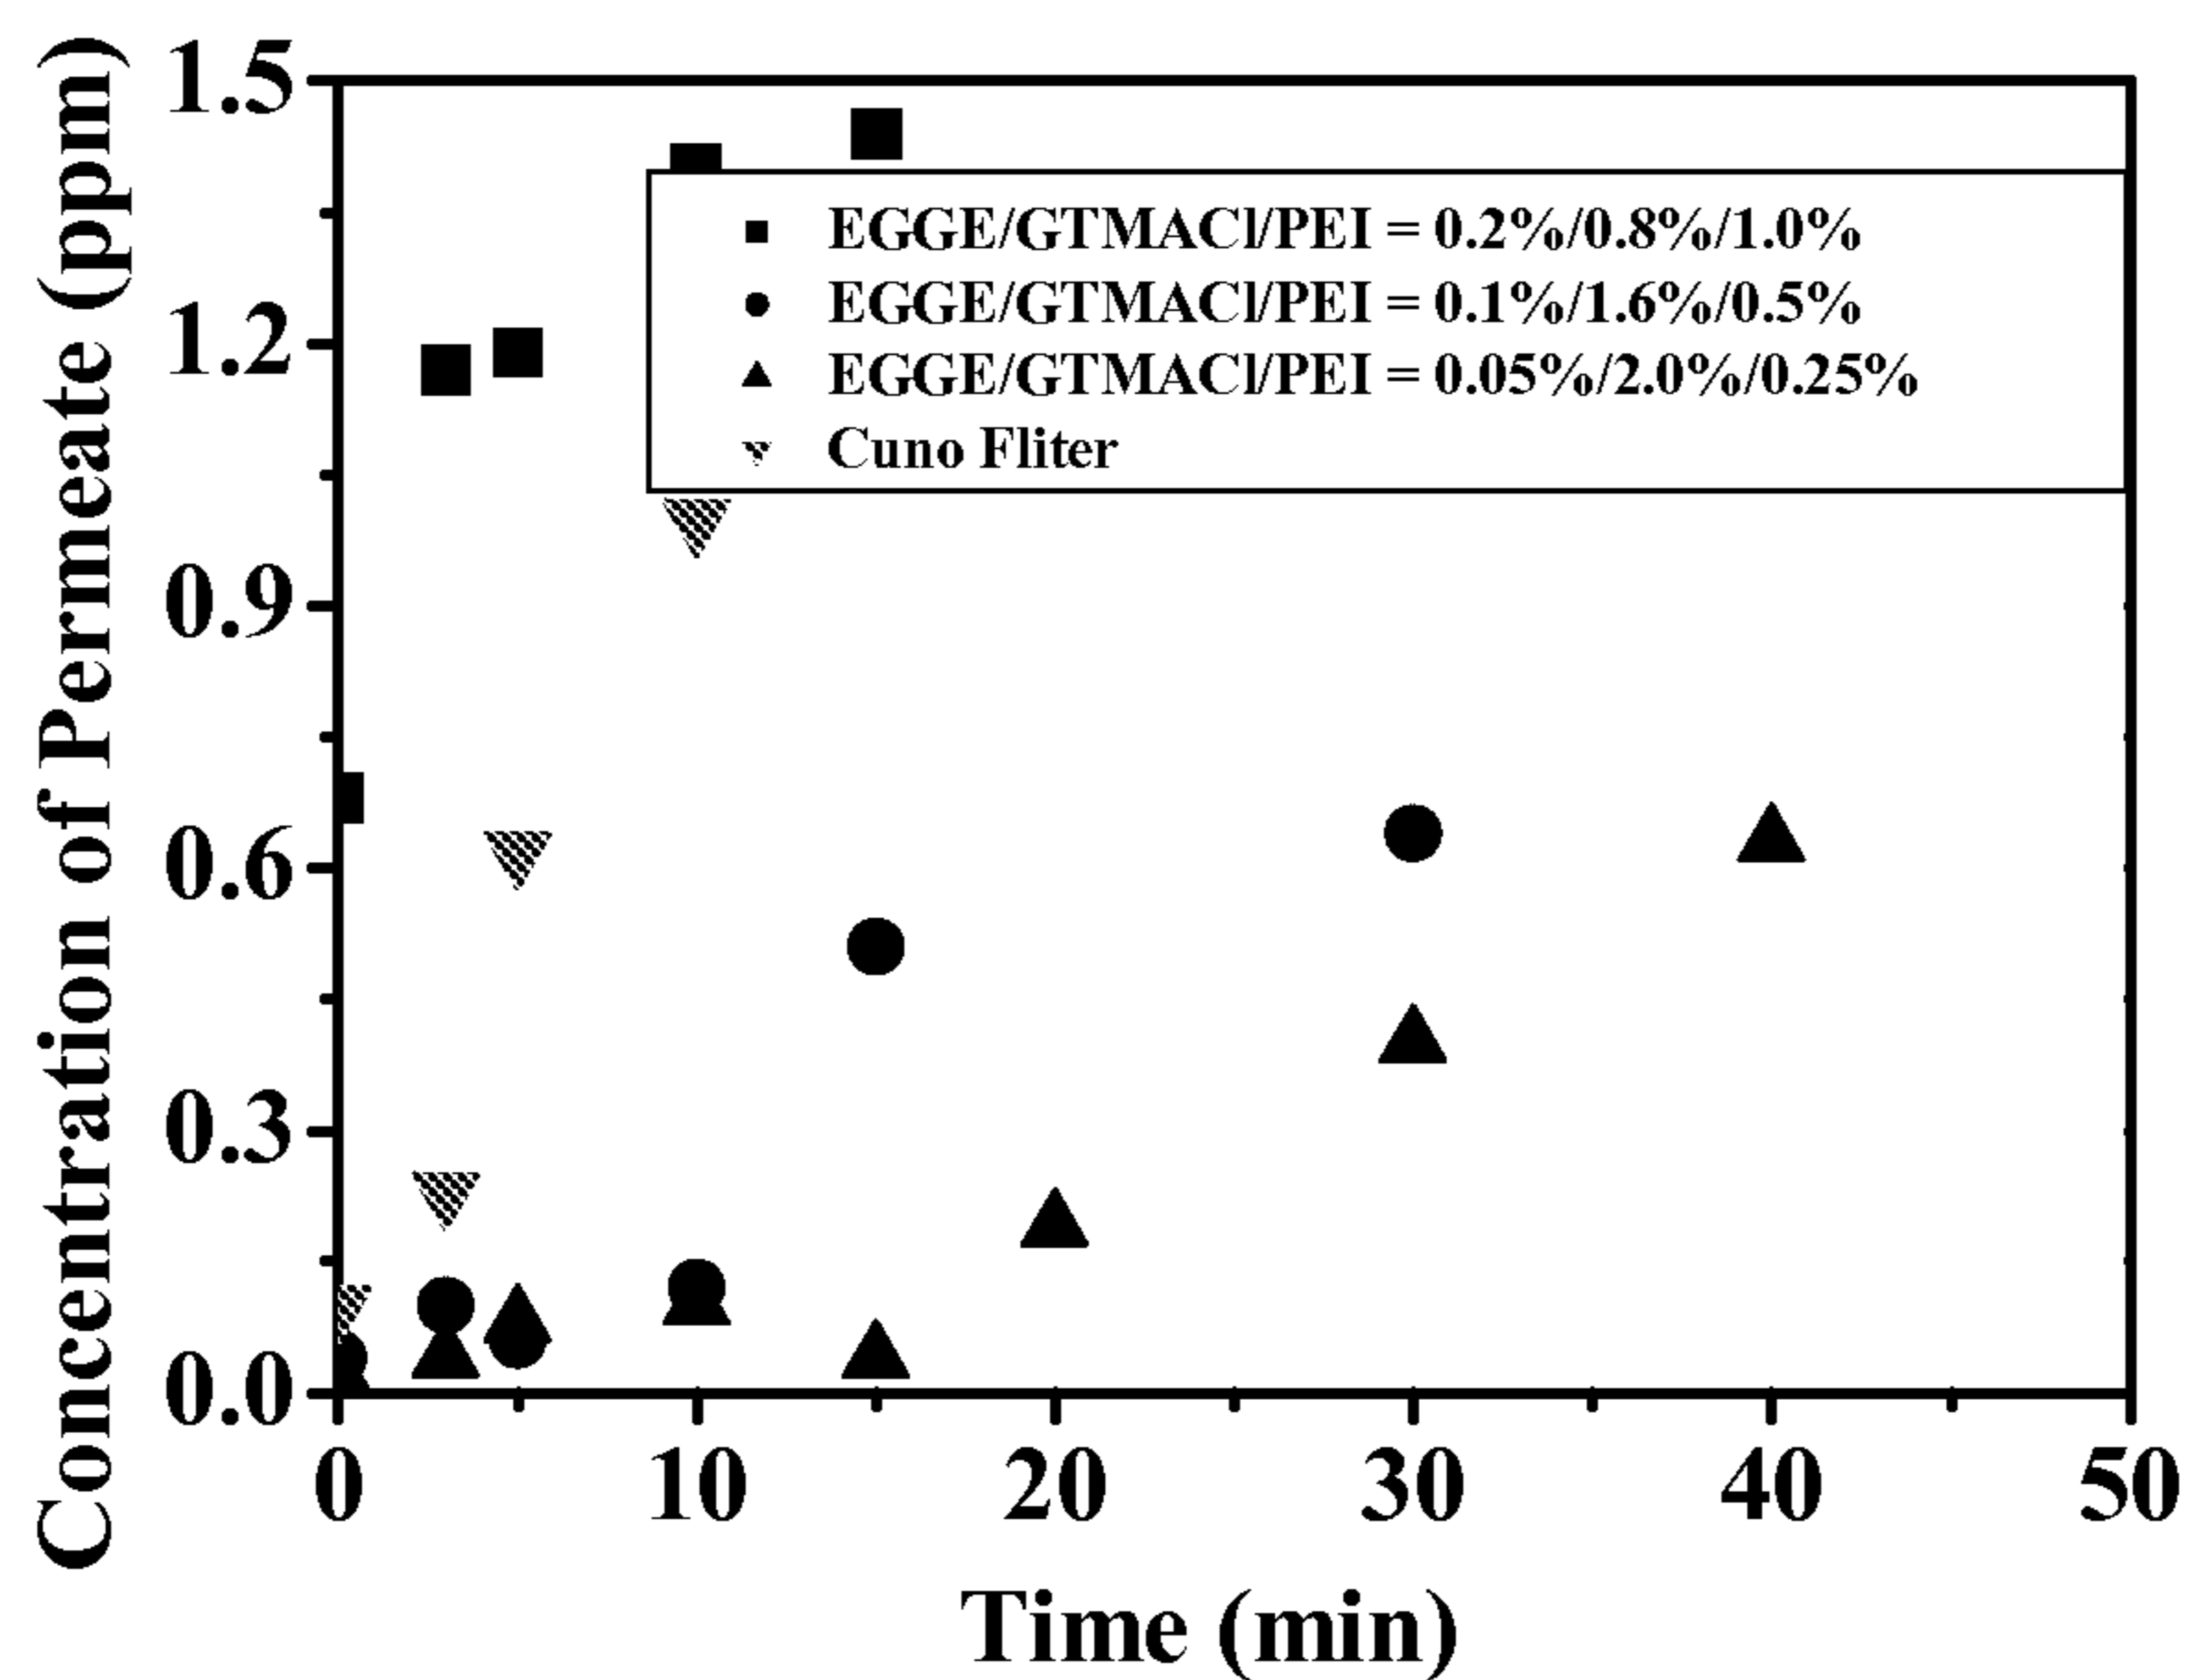 Concentration of Permeate (ppm)
1.5
1.2
0.9
0.6
0.3
0.0
EGGE/GTMACl/PEI = 0.2%/0.8%/1.0%
EGGE/GTMACl/PEI = 0.1%/1.6%/0.5%
EGGE/GTMACl/PEI = 0.05%/2.0%/0.25%
Cuno Fliter
0 10 20 30 40 50
Time (min)